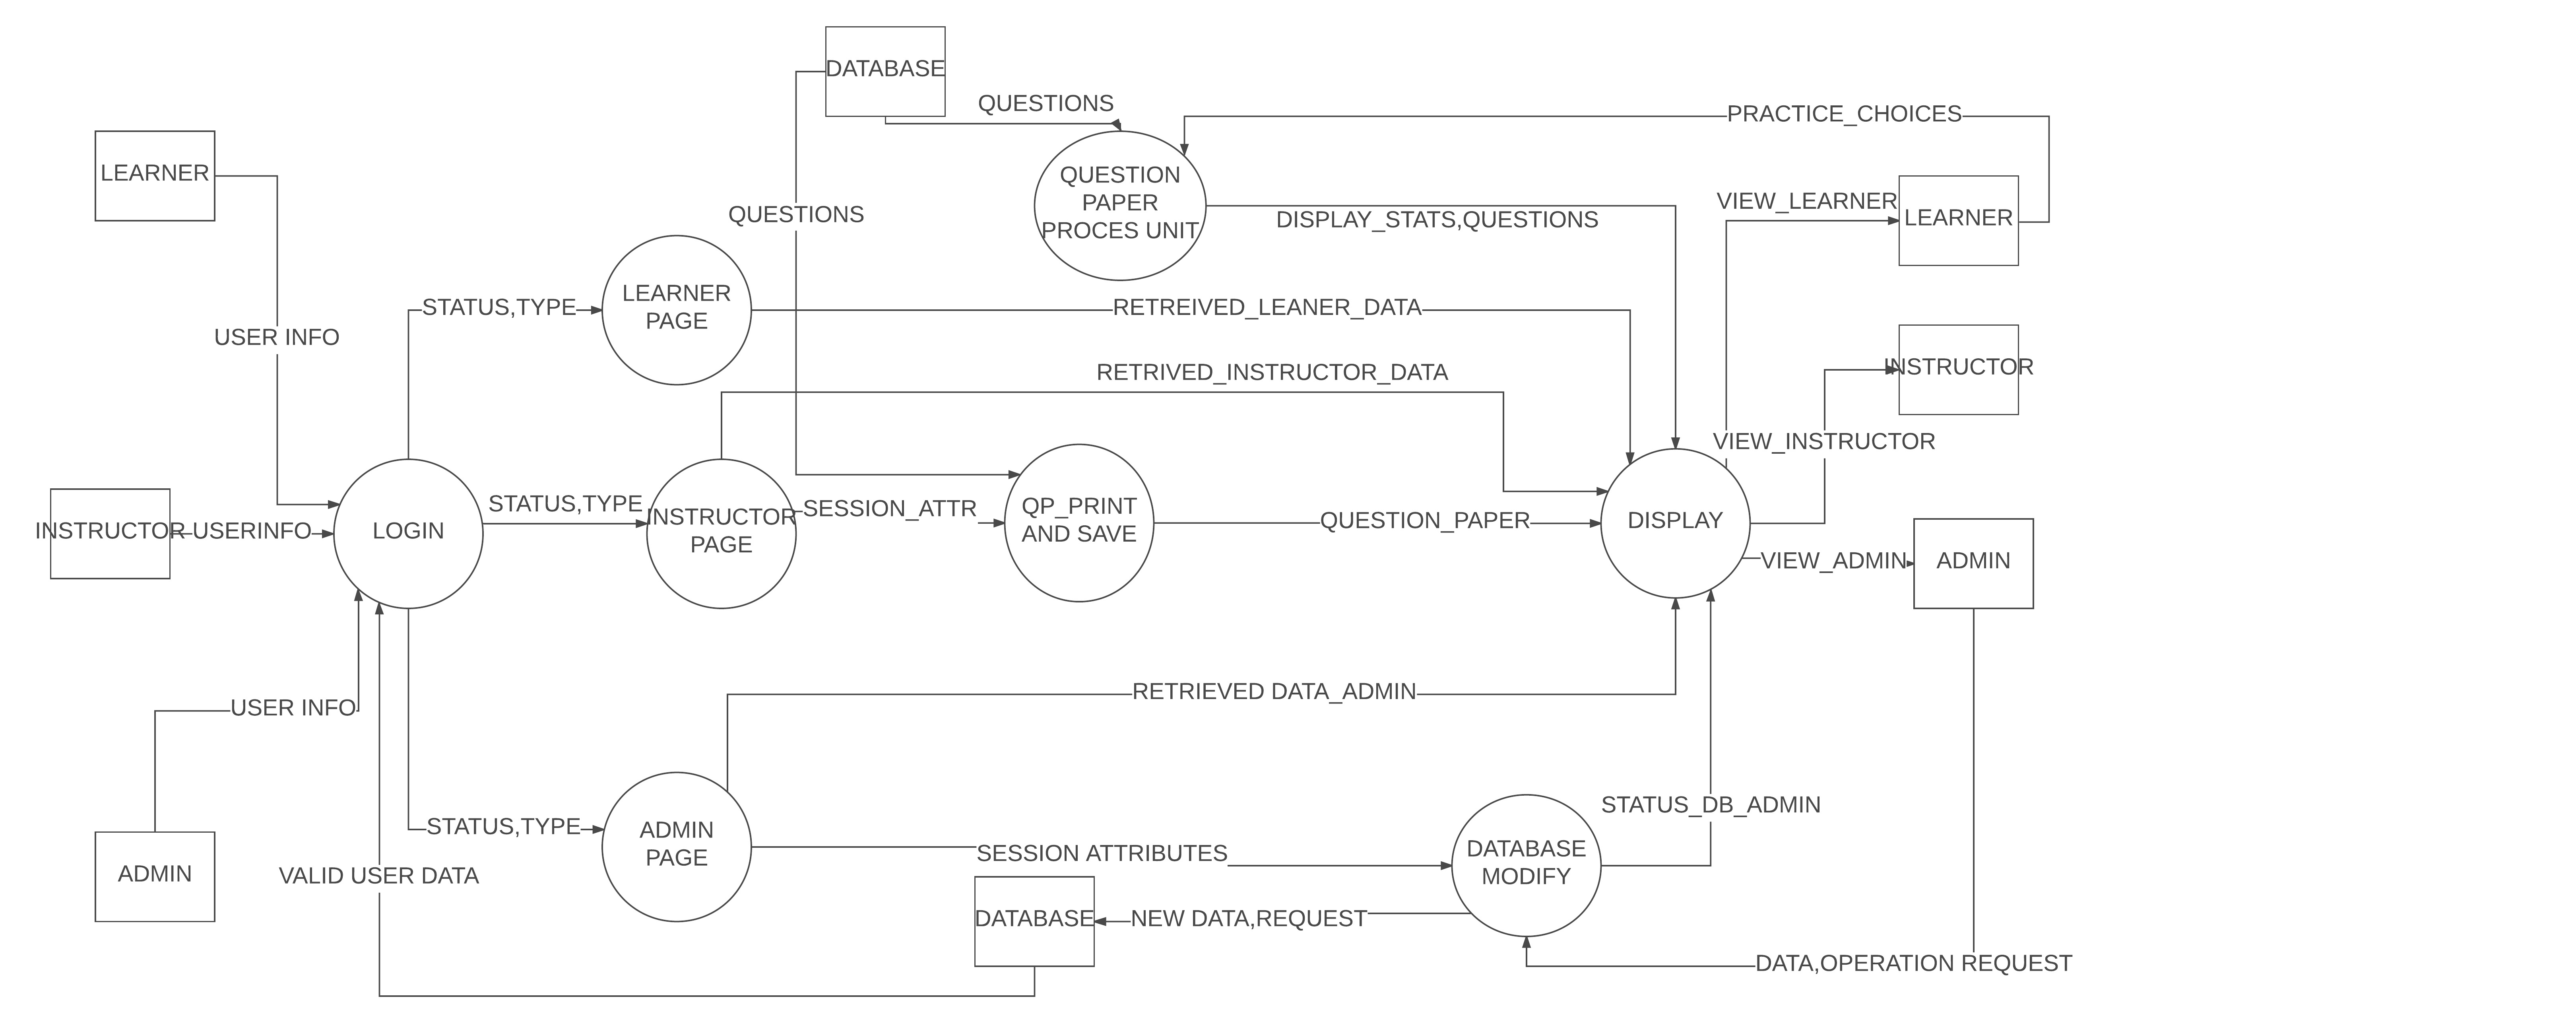 DATABASE
QUESTIONS
PRACTICE_CHOICES
LEARNER
QUESTION
PAPER
PROCES UNIT
VIEW_LEARNER
LEARNER
QUESTIONS
DISPLAY_STATS,QUESTIONS
LEARNER
PAGE
STATUS,TYPE
RETREIVED_LEANER_DATA
USER INFO
RETRIVED_INSTRUCTOR_DATA
INSTRUCTOR
VIEW_INSTRUCTOR
INSTRUCTOR
USERINFO
LOGIN
STATUS,TYPE
INSTRUCTOR
PAGE
SESSION_ATTR
QP_PRINT
AND SAVE
QUESTION_PAPER
DISPLAY
VIEW_ADMIN
ADMIN
USER INFO
RETRIEVED DATA_ADMIN
STATUS_DB_ADMIN
STATUS,TYPE
ADMIN
PAGE
SESSION ATTRIBUTES
DATABASE
MODIFY
ADMIN
VALID USER DATA
DATABASE
NEW DATA,REQUEST
DATA,OPERATION REQUEST